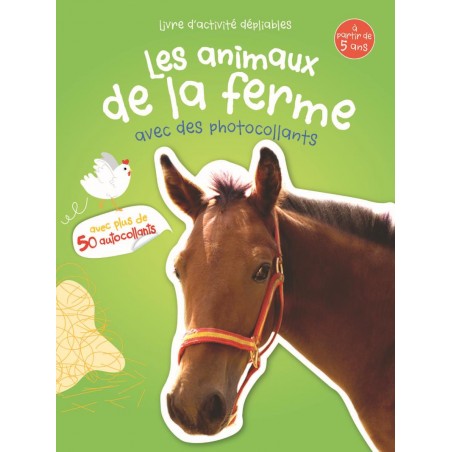 Livre d'activité dépliables
à partir de
5 ans
Les animaux
de la ferme
avec des photocollants
avec plus de
50 autocollants